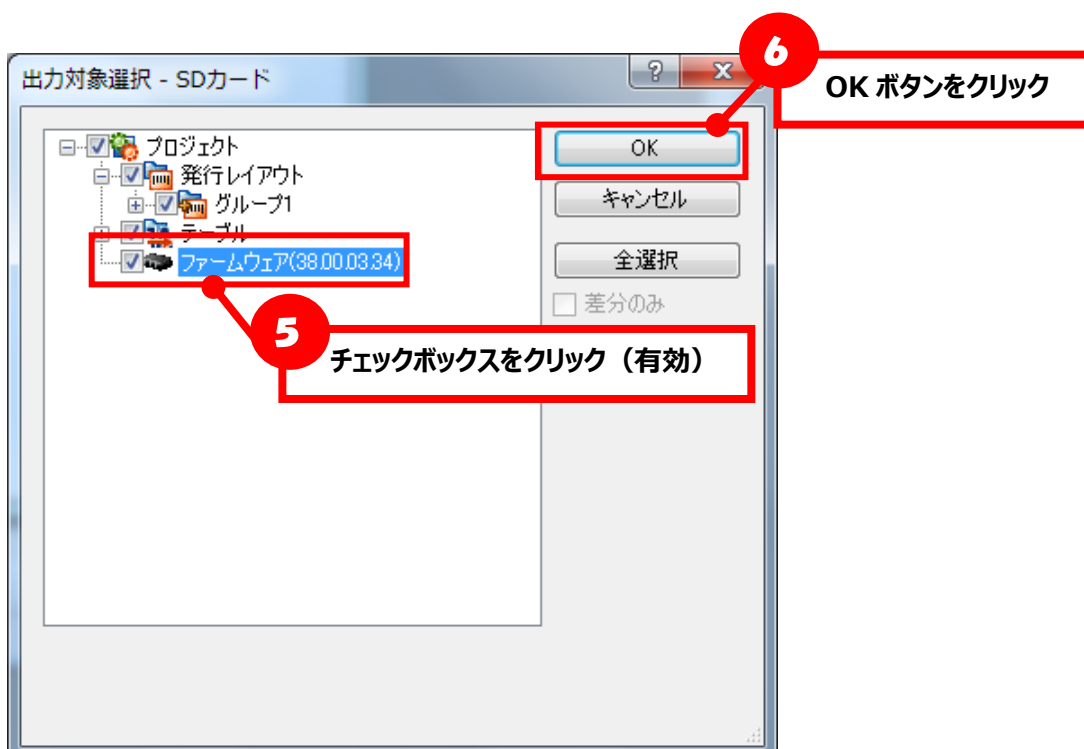 6
OK ボタンをクリック
出力対象選択 - SDカード
プロジェクト
発行レイアウト
グループ1
テーブル
ファームウェア(38.00.03.34)
OK
キャンセル
全選択
差分のみ
5
チェックボックスをクリック（有効）